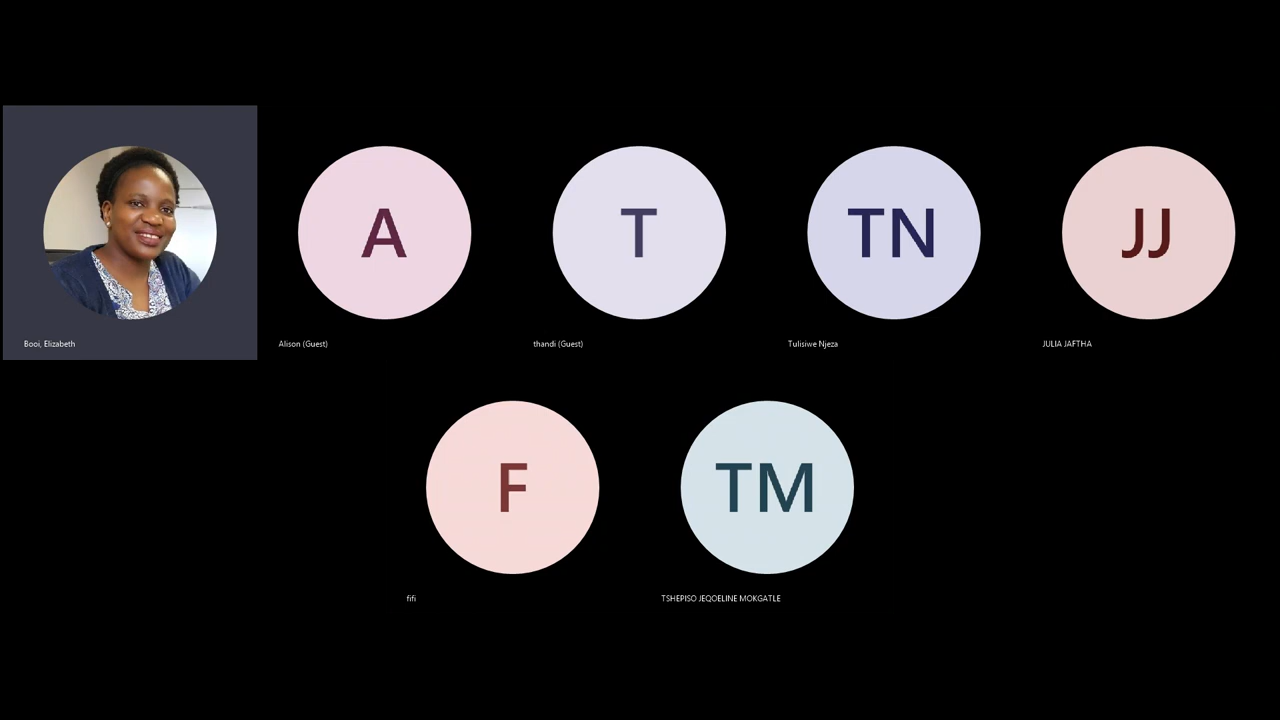 A
T
TN
JJ
Booi, Elizabeth
Alison (Guest)
thandi (Guest)
Tulisiwe Njeza
JULIA JAFTHA
F
TM
fifi
TSHEPISO JEQOELINE MOKGATLE